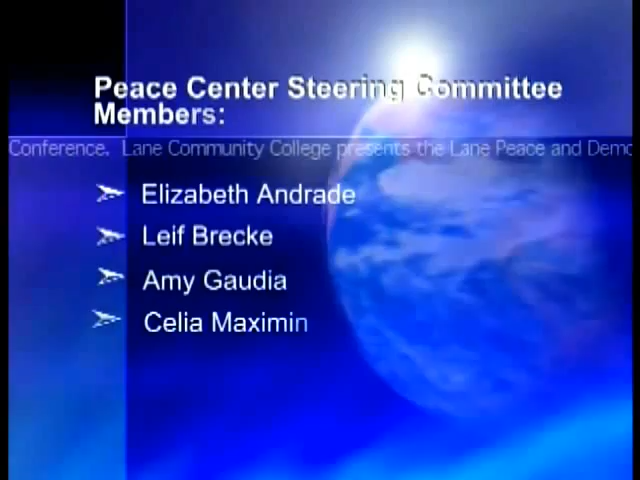 Peace Center Steering Committee
Members:
Conference. Lane Community College presents the Lane Peace and Demo
Elizabeth Andrade
Leif Brecke
Amy Gaudia
Celia Maximin